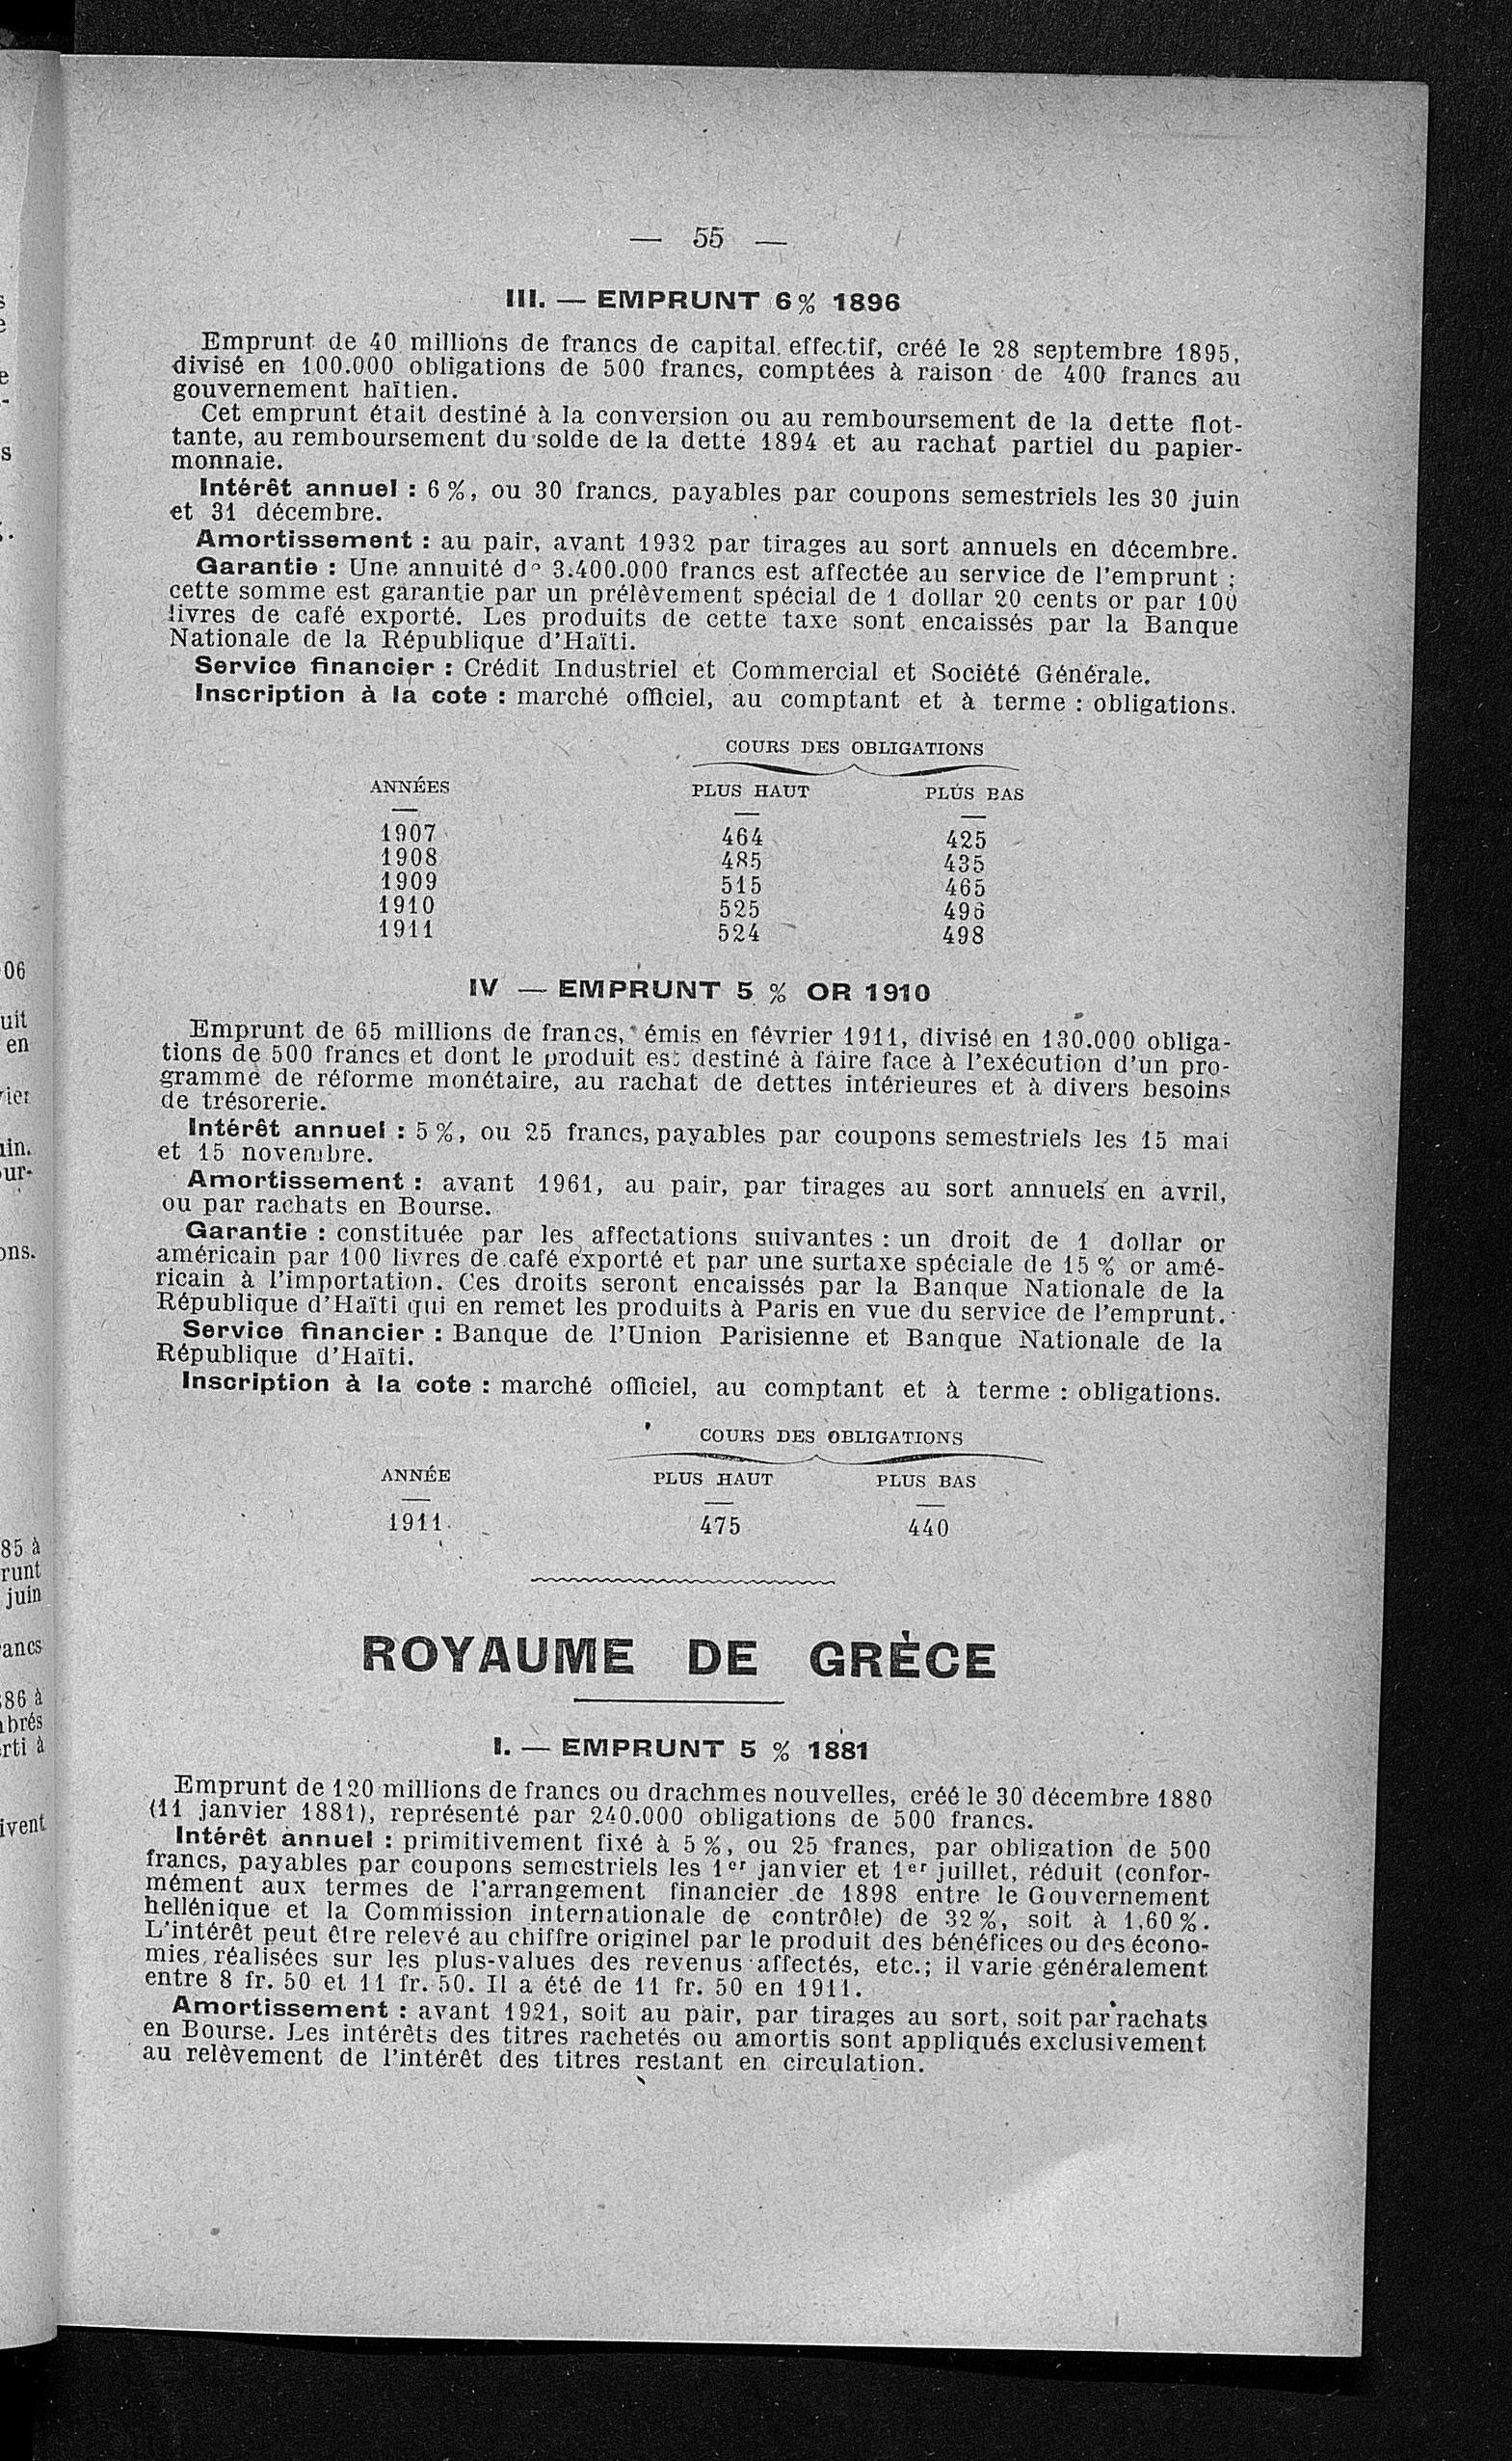 — 55 —
III. — EMPRUNT 6% 1896
Emprunt de 40 millions de francs de capital effectif, créé le 28 septembre 1895,
divisé en 100.000 obligations de 500 francs, comptées à raison de 400 francs au
gouvernement haïtien.
Cet emprunt était destiné à la conversion ou au remboursement de la dette flot-
tante, au remboursement du solde de la dette 1894 et au rachat partiel du papier-
monnaie.
Intérêt annuel : 6 %, ou 30 francs, payables par coupons semestriels les 30 juin
et 31 décembre.
Amortissement : au pair, avant 1932 par tirages au sort annuels en décembre.
Garantie : Une annuité de 3.400.000 francs est affectée au service de l'emprunt ;
cette somme est garantie par un prélèvement spécial de 1 dollar 20 cents or par 100
livres de café exporté. Les produits de cette taxe sont encaissés par la Banque
Nationale de la République d'Haïti.
Service financier : Crédit Industriel et Commercial et Société Générale.
Inscription à la cote : marché officiel, au comptant et à terme : obligations.
COURS DES OBLIGATIONS
ANNÉES PLUS HAUT PLUS BAS
1907 464 425
1908 485 435
1909 515 465
1910 525 496
1911 524 498
IV — EMPRUNT 5 % OR 1910
Emprunt de 65 millions de francs, émis en février 1911, divisé en 130.000 obliga-
tions de 500 francs et dont le produit est destiné à faire face à l'exécution d'un pro-
gramme de réforme monétaire, au rachat de dettes intérieures et à divers besoins
de trésorerie.
Intérêt annuel : 5 %, ou 25 francs, payables par coupons semestriels les 15 mai
et 15 novembre.
Amortissement : avant 1961, au pair, par tirages au sort annuels en avril,
ou par rachats en Bourse.
Garantie : constituée par les affectations suivantes : un droit de 1 dollar or
américain par 100 livres de café exporté et par une surtaxe spéciale de 15 % or amé-
ricain à l'importation. Ces droits seront encaissés par la Banque Nationale de la
République d'Haïti qui en remet les produits à Paris en vue du service de l'emprunt.
Service financier : Banque de l'Union Parisienne et Banque Nationale de la
République d'Haïti.
Inscription à la cote : marché officiel, au comptant et à terme : obligations.
COURS DES OBLIGATIONS
ANNÉE PLUS HAUT PLUS BAS
1911 475 440
ROYAUME DE GRÈCE
I. — EMPRUNT 5 % 1881
Emprunt de 120 millions de francs ou drachmes nouvelles, créé le 30 décembre 1880
(11 janvier 1881), représenté par 240.000 obligations de 500 francs.
Intérêt annuel : primitivement fixé à 5 %, ou 25 francs, par obligation de 500
francs, payables par coupons semestriels les 1er janvier et 1er juillet, réduit (confor-
mément aux termes de l'arrangement financier de 1898 entre le Gouvernement
hellénique et la Commission internationale de contrôle) de 32 %, soit à 1,60 %.
L'intérêt peut être relevé au chiffre originel par le produit des bénéfices ou des écono-
mies réalisées sur les plus-values des revenus affectés, etc.; il varie généralement
entre 8 fr. 50 et 11 fr. 50. Il a été de 11 fr. 50 en 1911.
Amortissement : avant 1921, soit au pair, par tirages au sort, soit par rachats
en Bourse. Les intérêts des titres rachetés ou amortis sont appliqués exclusivement
au relèvement de l'intérêt des titres restant en circulation.
06
uit
en
ur-
ons.
85 à
runt
juin
ancs
86 à
brés
rti à
ivent